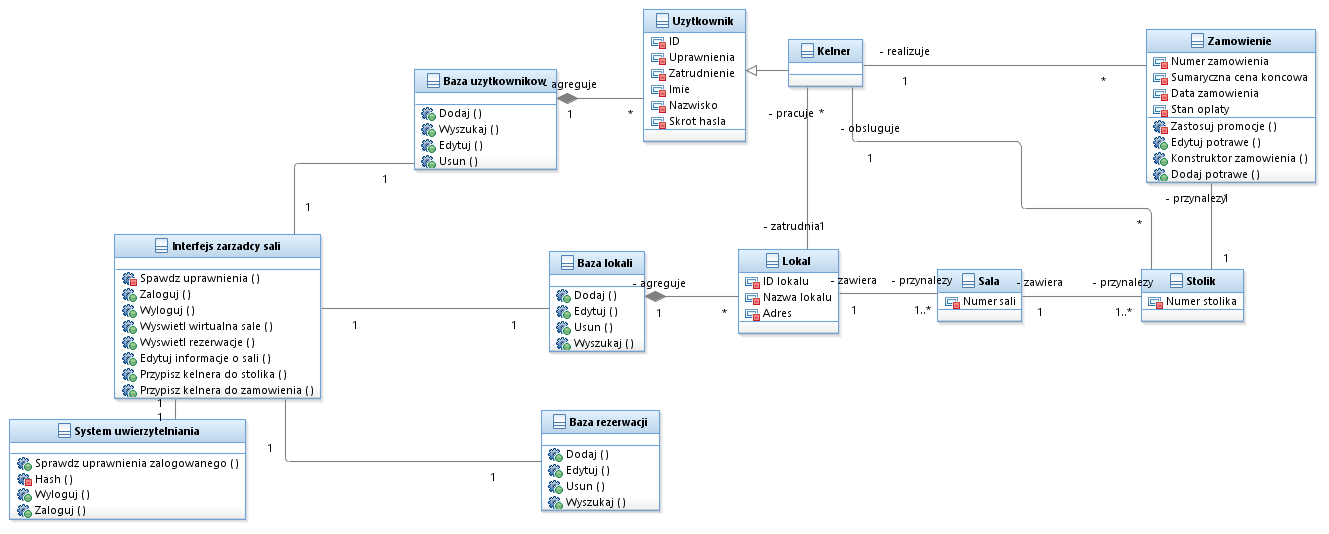 Uzytkownik
ID
Uprawnienia
Zatrudnienie
Imie
Nazwisko
Skrot hasla
Kelner
- realizuje
1
*
Zamowienie
Numer zamowienia
Sumaryczna cena koncowa
Data zamowienia
Stan oplaty
Zastosuj promocje ( )
Edytuj potrawe ( )
Konstruktor zamowienia ( )
Dodaj potrawe ( )
Baza uzytkownikow
Dodaj ( )
Wyszukaj ( )
Edytuj ( )
Usun ( )
- agreguje
1
*
- pracuje
*
- obsluguje
1
*
- przynalezy
1
1
1
1
- zatrudnia
1
Interfejs zarzadcy sali
Spawdz uprawnienia ( )
Zaloguj ( )
Wyloguj ( )
Wyswietl wirtualna sale ( )
Wyswietl rezerwacje ( )
Edytuj informacje o sali ( )
Przypisz kelnera do stolika ( )
Przypisz kelnera do zamowienia ( )
1
1
Baza lokali
Dodaj ( )
Edytuj ( )
Usun ( )
Wyszukaj ( )
- agreguje
1
*
Lokal
ID lokalu
Nazwa lokalu
Adres
- zawiera
1
- przynalezy
1..*
Sala
Numer sali
- zawiera
1
- przynalezy
1..*
Stolik
Numer stolika
1
1
System uwierzytelniania
Sprawdz uprawnienia zalogowanego ( )
Hash ( )
Wyloguj ( )
Zaloguj ( )
1
1
Baza rezerwacji
Dodaj ( )
Edytuj ( )
Usun ( )
Wyszukaj ( )